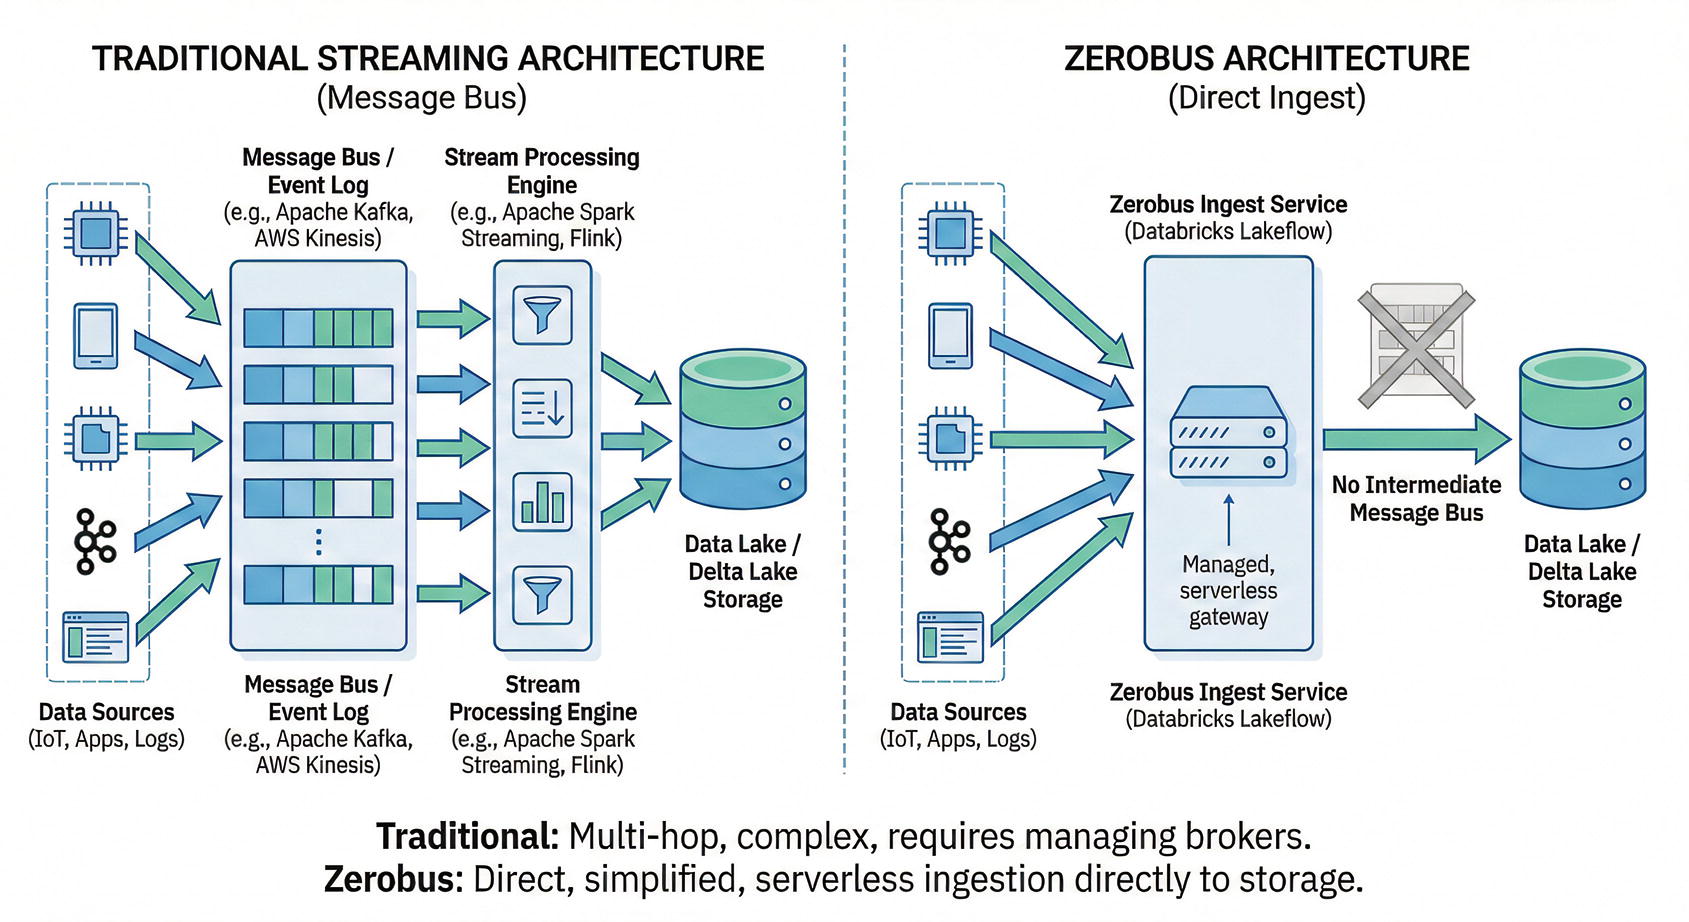 TRADITIONAL STREAMING ARCHITECTURE
(Message Bus)
Message Bus /
Event Log
(e.g., Apache Kafka,
AWS Kinesis)
Stream Processing
Engine
(e.g., Apache Spark
Streaming, Flink)
Data Sources
(IoT, Apps, Logs)
Message Bus /
Event Log
(e.g., Apache Kafka,
AWS Kinesis)
Stream
Processing Engine
(e.g., Apache Spark
Streaming, Flink)
Data Lake /
Delta Lake
Storage
ZEROBUS ARCHITECTURE
(Direct Ingest)
Zerobus Ingest Service
(Databricks Lakeflow)
Managed,
serverless
gateway
No Intermediate
Message Bus
Data Lake /
Delta Lake
Storage
Data Sources
(IoT, Apps, Logs)
Zerobus Ingest Service
(Databricks Lakeflow)
Traditional: Multi-hop, complex, requires managing brokers.
Zerobus: Direct, simplified, serverless ingestion directly to storage.